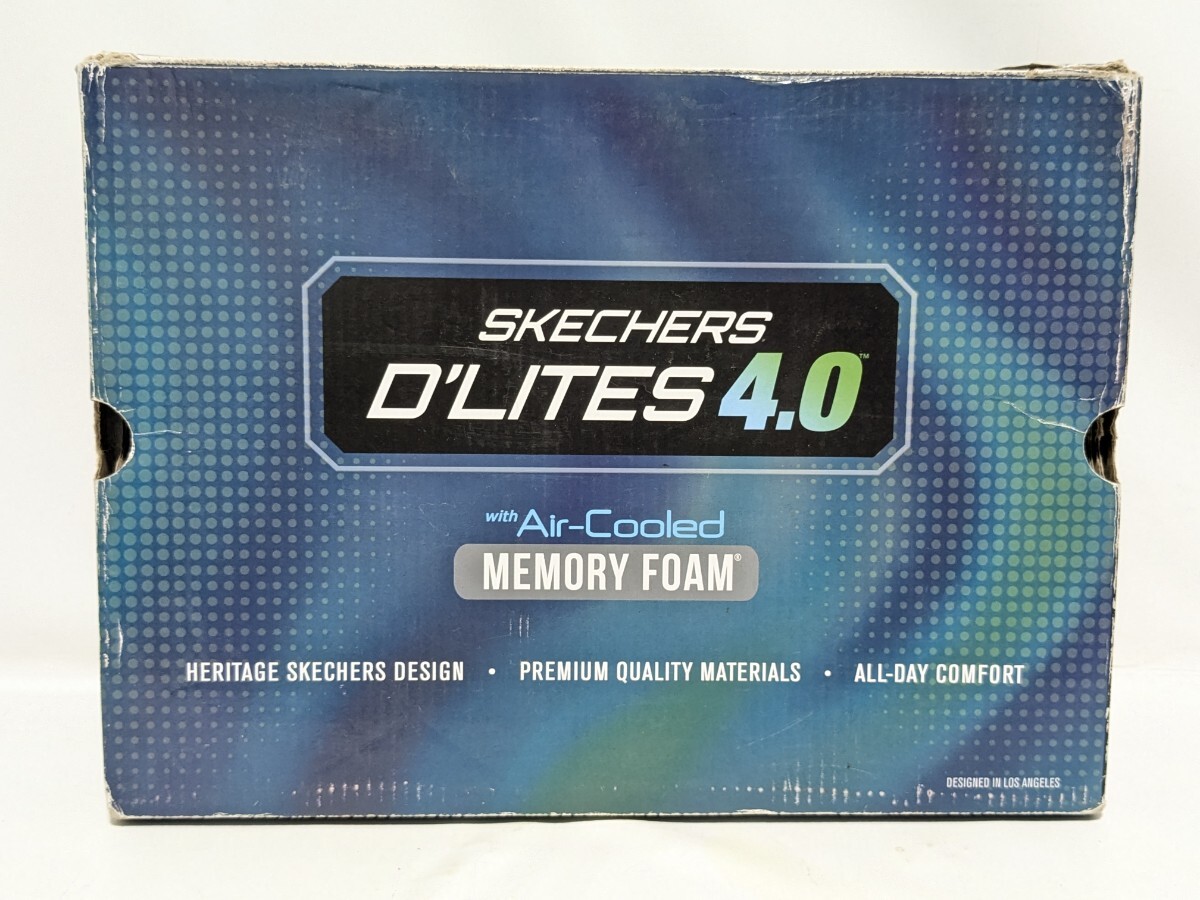 SKECHERS
D'LITES 4.0™
with Air-Cooled
MEMORY FOAM®
HERITAGE SKECHERS DESIGN • PREMIUM QUALITY MATERIALS • ALL-DAY COMFORT
DESIGNED IN LOS ANGELES